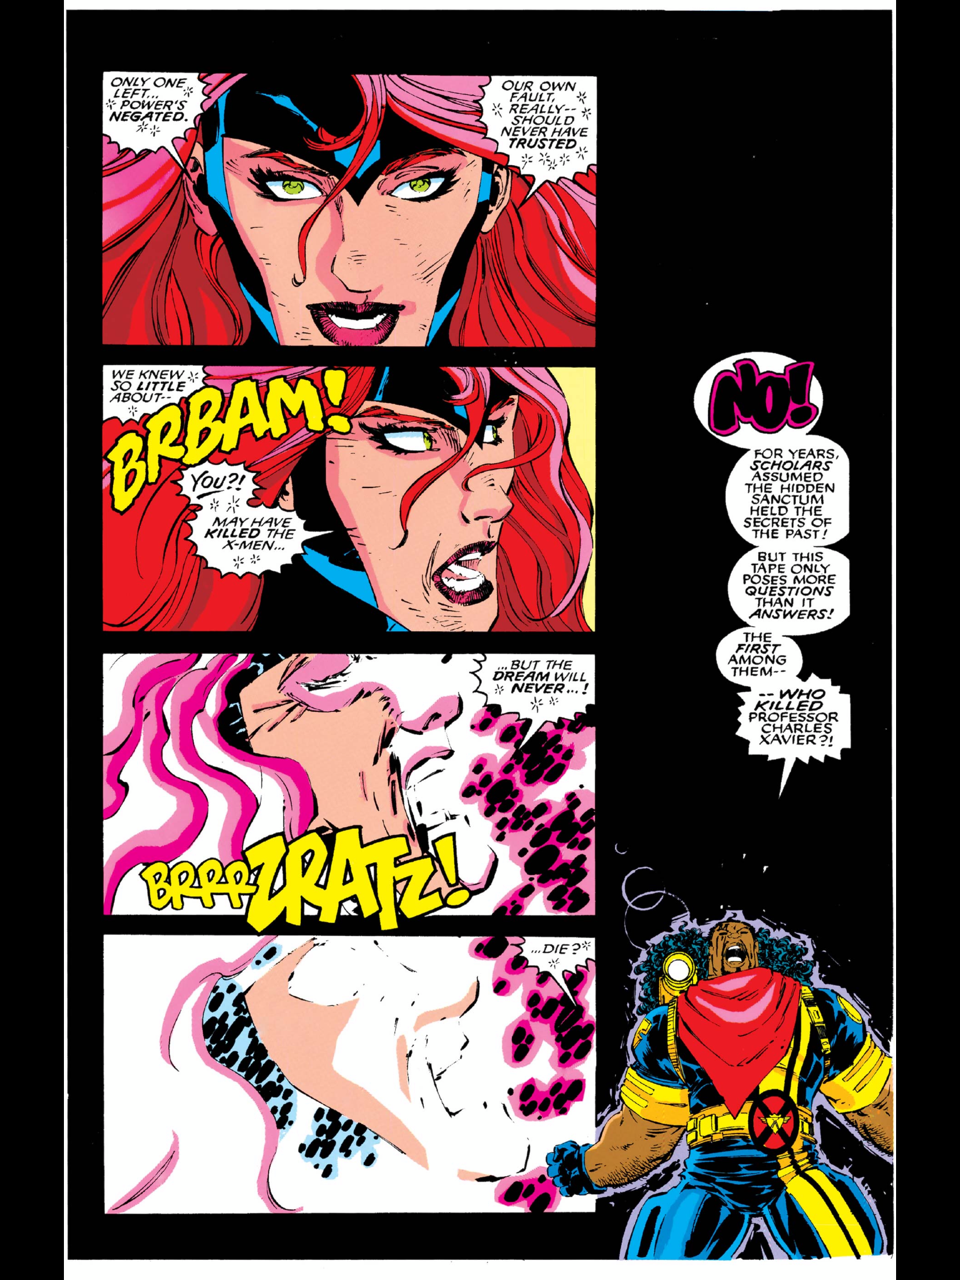 ONLY ONE
LEFT...
POWER'S
NEGATED.
OUR OWN
FAULT,
REALLY--
SHOULD
NEVER HAVE
TRUSTED
WE KNEW
SO LITTLE
ABOUT--
BRBAM!
YOU?!
MAY HAVE
KILLED THE
X-MEN...
...BUT THE
DREAM WILL
NEVER...!
BRRRZRATZ!
...DIE?
NO!
FOR YEARS,
SCHOLARS
ASSUMED
THE HIDDEN
SANCTUM
HELD THE
SECRETS OF
THE PAST!
BUT THIS
TAPE ONLY
POSES MORE
QUESTIONS
THAN IT
ANSWERS!
THE
FIRST
AMONG
THEM--
-- WHO
KILLED
PROFESSOR
CHARLES
XAVIER?!